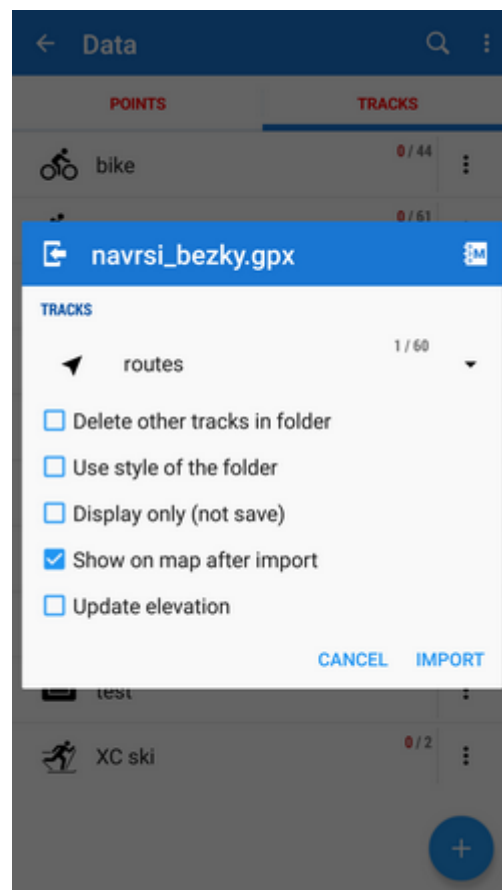 Data
POINTS
TRACKS
bike
0 / 44
0 / 61
navrsi_bezky.gpx
M
TRACKS
routes
1 / 60
Delete other tracks in folder
Use style of the folder
Display only (not save)
Show on map after import
Update elevation
CANCEL
IMPORT
test
XC ski
0 / 2